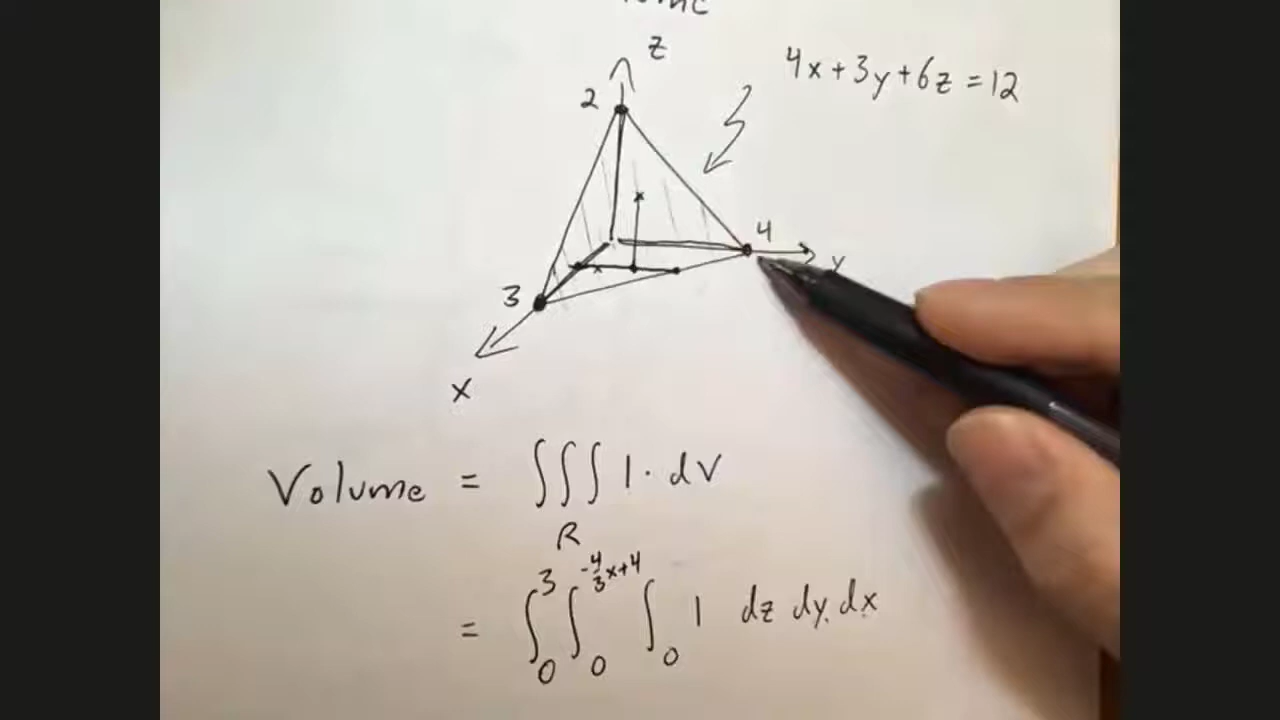 z
4x+3y+6z=12
2
4
y
3
x
Volume = ∫∫∫ 1· dV
R
= ∫₀³ ∫₀^(-4/3 x+4) ∫₀ 1 dz dy dx